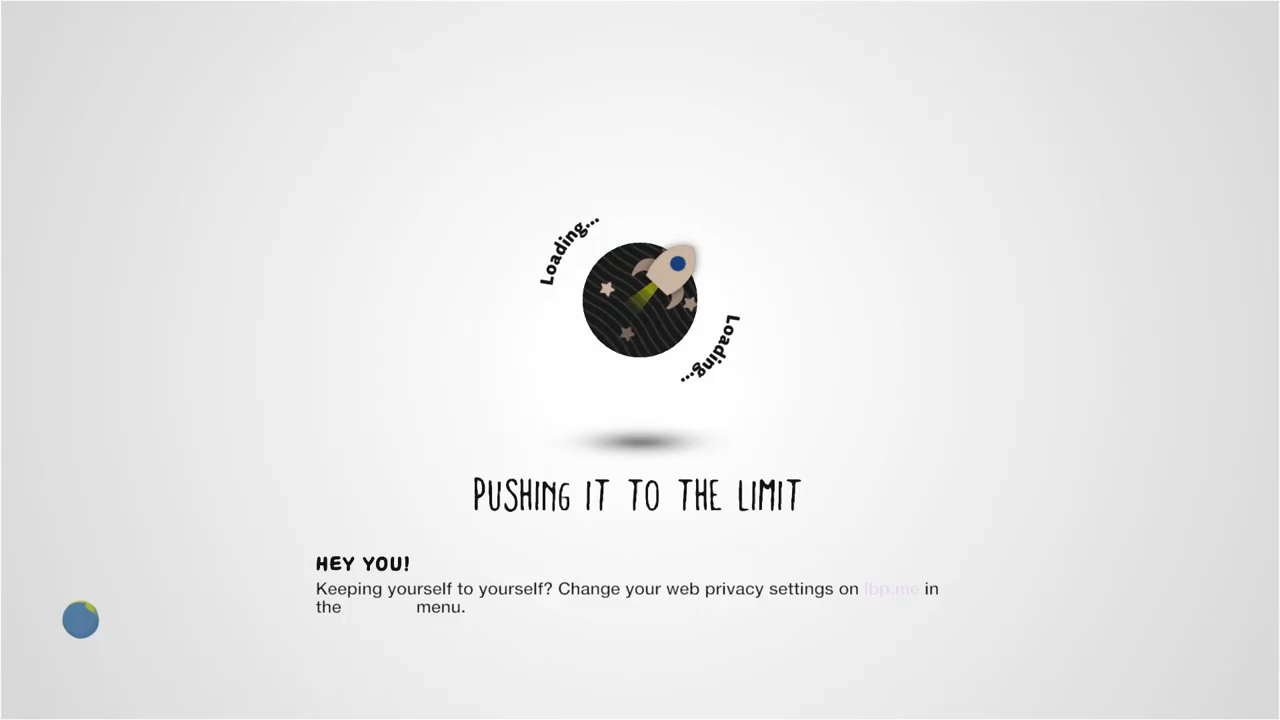 Loading...
Loading...
PUSHING IT TO THE LIMIT
HEY YOU!
Keeping yourself to yourself? Change your web privacy settings on lbp.me in
the menu.